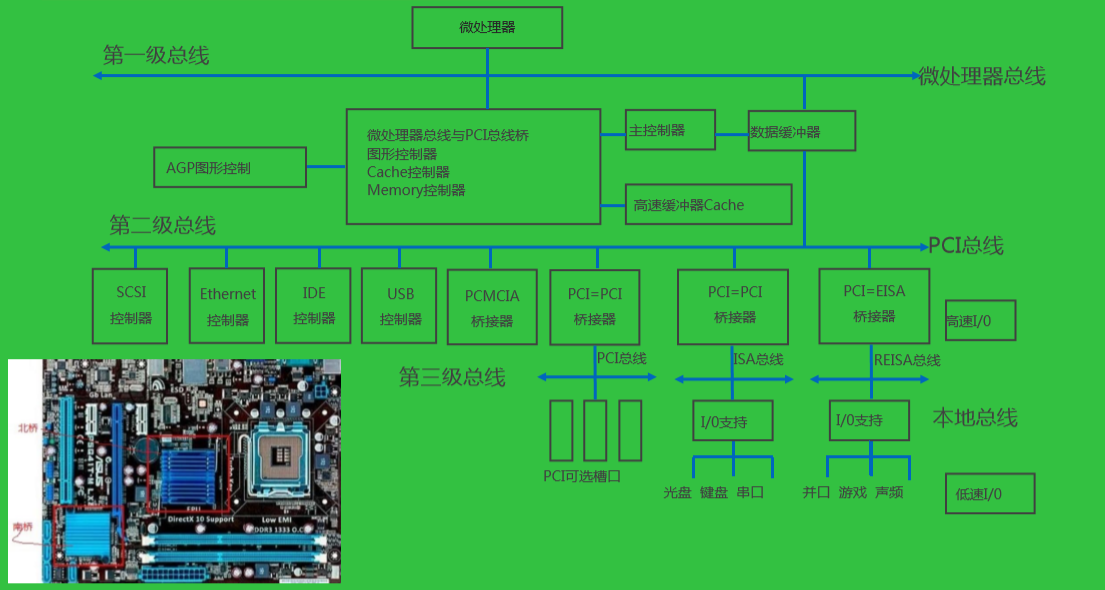 微处理器
第一级总线
微处理器总线
微处理器总线与PCI总线桥
图形控制器
Cache控制器
Memory控制器
主控制器
数据缓冲器
AGP图形控制
高速缓冲器Cache
第二级总线
PCI总线
SCSI
控制器
Ethernet
控制器
IDE
控制器
USB
控制器
PCMCIA
桥接器
PCI=PCI
桥接器
PCI=PCI
桥接器
PCI=EISA
桥接器
高速I/0
第三级总线
PCI总线
ISA总线
REISA总线
I/0支持
I/0支持
本地总线
PCI可选槽口
光盘 键盘 串口
井口 游戏 声频
低速I/0
Gb Lan
北桥
南桥
DirectX 10 Support
Low EMI
DDR3 1333 O.C